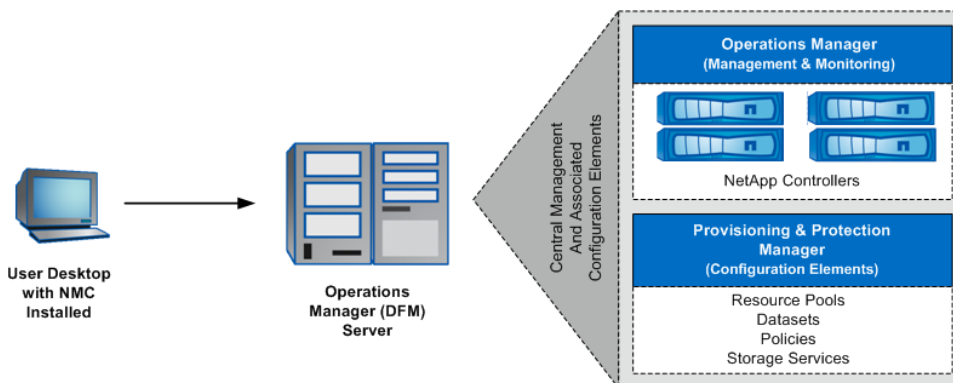 User Desktop
with NMC
Installed
Operations
Manager (DFM)
Server
Central Management
And Associated
Configuration Elements
Operations Manager
(Management & Monitoring)
NetApp Controllers
Provisioning & Protection
Manager
(Configuration Elements)
Resource Pools
Datasets
Policies
Storage Services